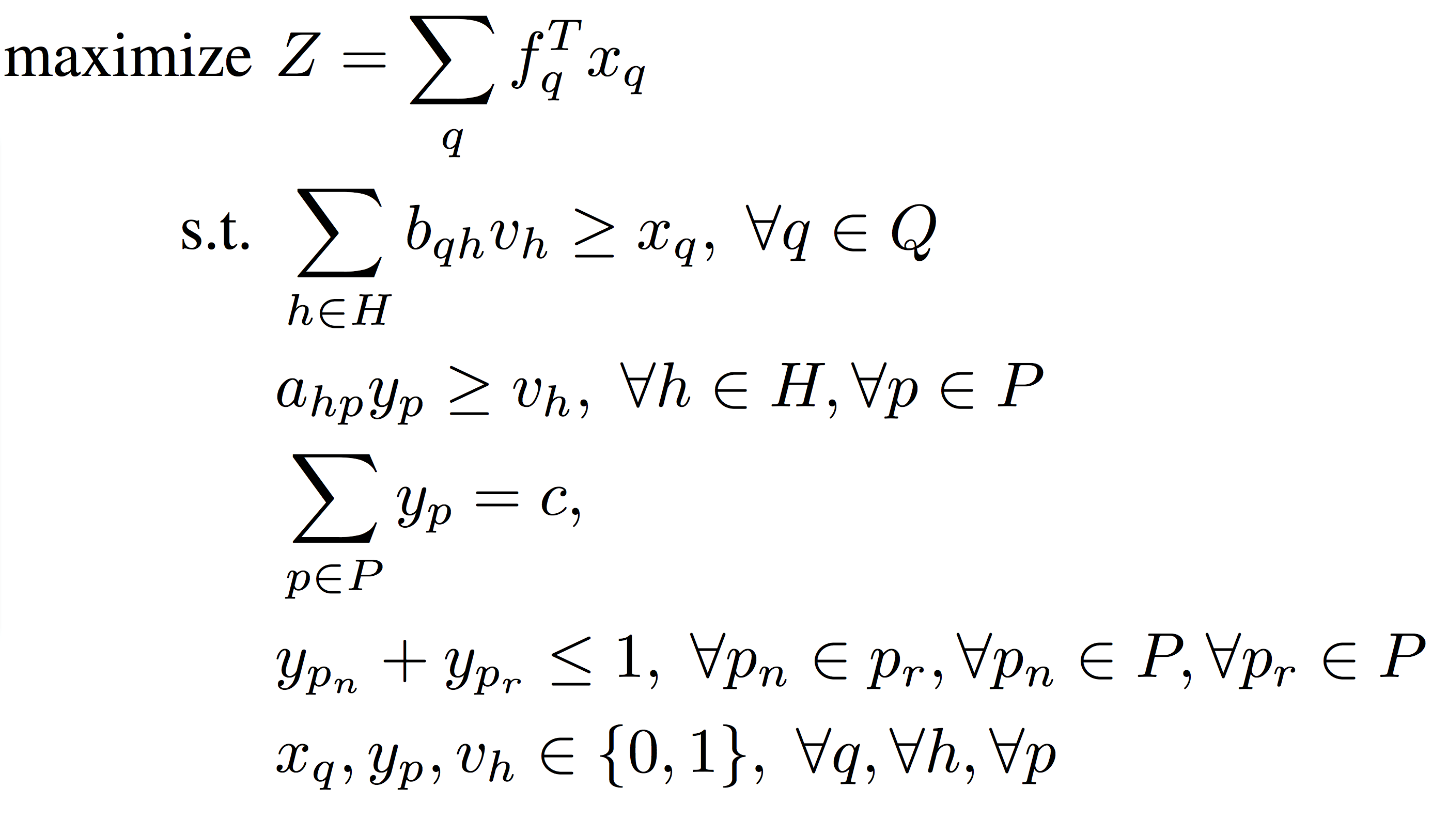 maximize Z = ∑_q f_q^T x_q
s.t. ∑_{h∈H} b_{qh} v_h ≥ x_q, ∀q ∈ Q
a_{hp} y_p ≥ v_h, ∀h ∈ H, ∀p ∈ P
∑_{p∈P} y_p = c,
y_{p_n} + y_{p_r} ≤ 1, ∀p_n ∈ p_r, ∀p_n ∈ P, ∀p_r ∈ P
x_q, y_p, v_h ∈ {0, 1}, ∀q, ∀h, ∀p